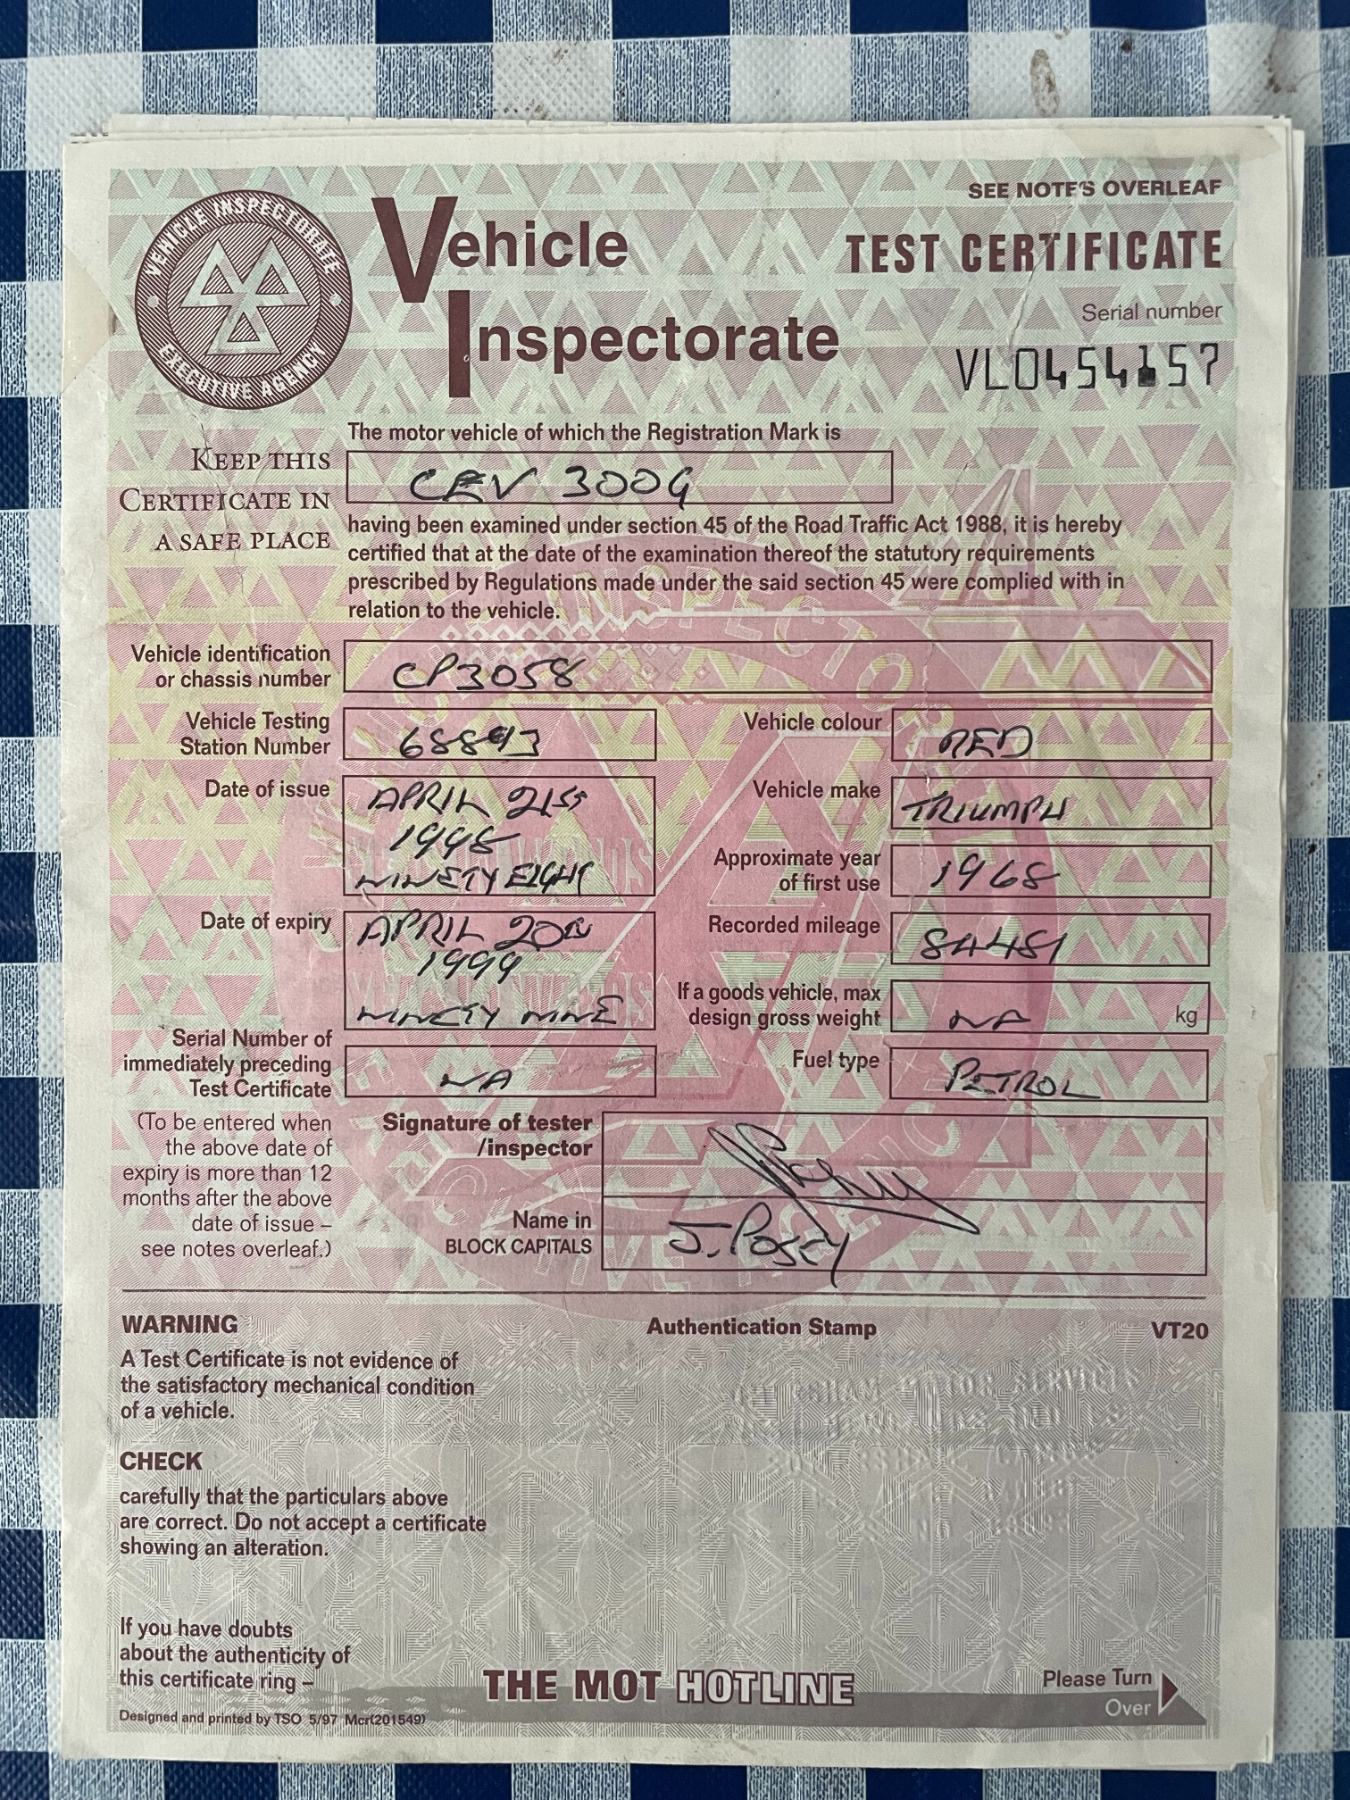 SEE NOTES OVERLEAF
VEHICLE INSPECTORATE
EXECUTIVE AGENCY
Vehicle
Inspectorate
TEST CERTIFICATE
Serial number
VL0454157
KEEP THIS
CERTIFICATE IN
A SAFE PLACE
The motor vehicle of which the Registration Mark is
CEV 300G
having been examined under section 45 of the Road Traffic Act 1988, it is hereby
certified that at the date of the examination thereof the statutory requirements
prescribed by Regulations made under the said section 45 were complied with in
relation to the vehicle.
Vehicle identification
or chassis number
CP3058
Vehicle Testing
Station Number
68893
Vehicle colour
RED
Date of issue
APRIL 21ST
1998
NINETY EIGHT
Vehicle make
TRIUMPH
Approximate year
of first use
1968
Date of expiry
APRIL 20TH
1999
NINETY NINE
Recorded mileage
84481
If a goods vehicle, max
design gross weight
NA
kg
Serial Number of
immediately preceding
Test Certificate
NA
Fuel type
PETROL
(To be entered when
the above date of
expiry is more than 12
months after the above
date of issue –
see notes overleaf.)
Signature of tester
/inspector
Name in
BLOCK CAPITALS
J. POSEY
WARNING
A Test Certificate is not evidence of
the satisfactory mechanical condition
of a vehicle.
Authentication Stamp
VT20
MOTOR SERVICES
CHECK
carefully that the particulars above
are correct. Do not accept a certificate
showing an alteration.
If you have doubts
about the authenticity of
this certificate ring –
THE MOT HOTLINE
Please Turn
Over
Designed and printed by TSO 5/97 Mcr(201549)